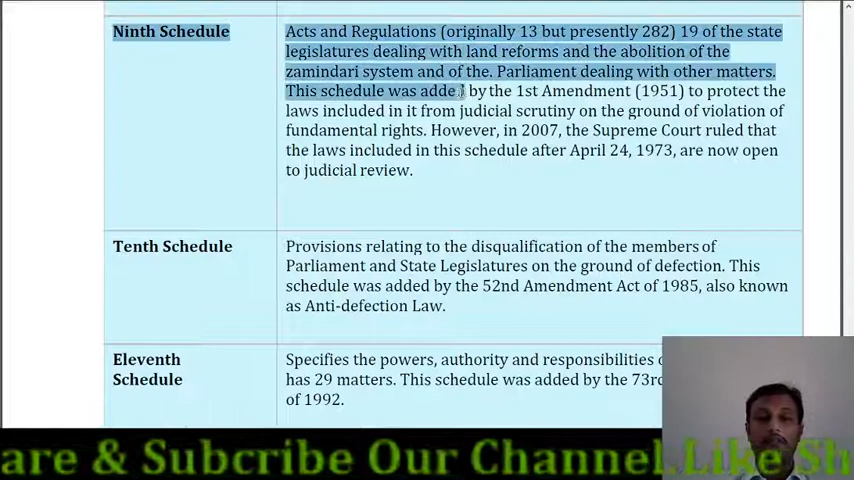 Ninth Schedule
Acts and Regulations (originally 13 but presently 282) 19 of the state
legislatures dealing with land reforms and the abolition of the
zamindari system and of the. Parliament dealing with other matters.
This schedule was added by the 1st Amendment (1951) to protect the
laws included in it from judicial scrutiny on the ground of violation of
fundamental rights. However, in 2007, the Supreme Court ruled that
the laws included in this schedule after April 24, 1973, are now open
to judicial review.
Tenth Schedule
Provisions relating to the disqualification of the members of
Parliament and State Legislatures on the ground of defection. This
schedule was added by the 52nd Amendment Act of 1985, also known
as Anti-defection Law.
Eleventh
Schedule
Specifies the powers, authority and responsibilities
has 29 matters. This schedule was added by the 73rd
of 1992.
are & Subcribe Our Channel.Like Sh